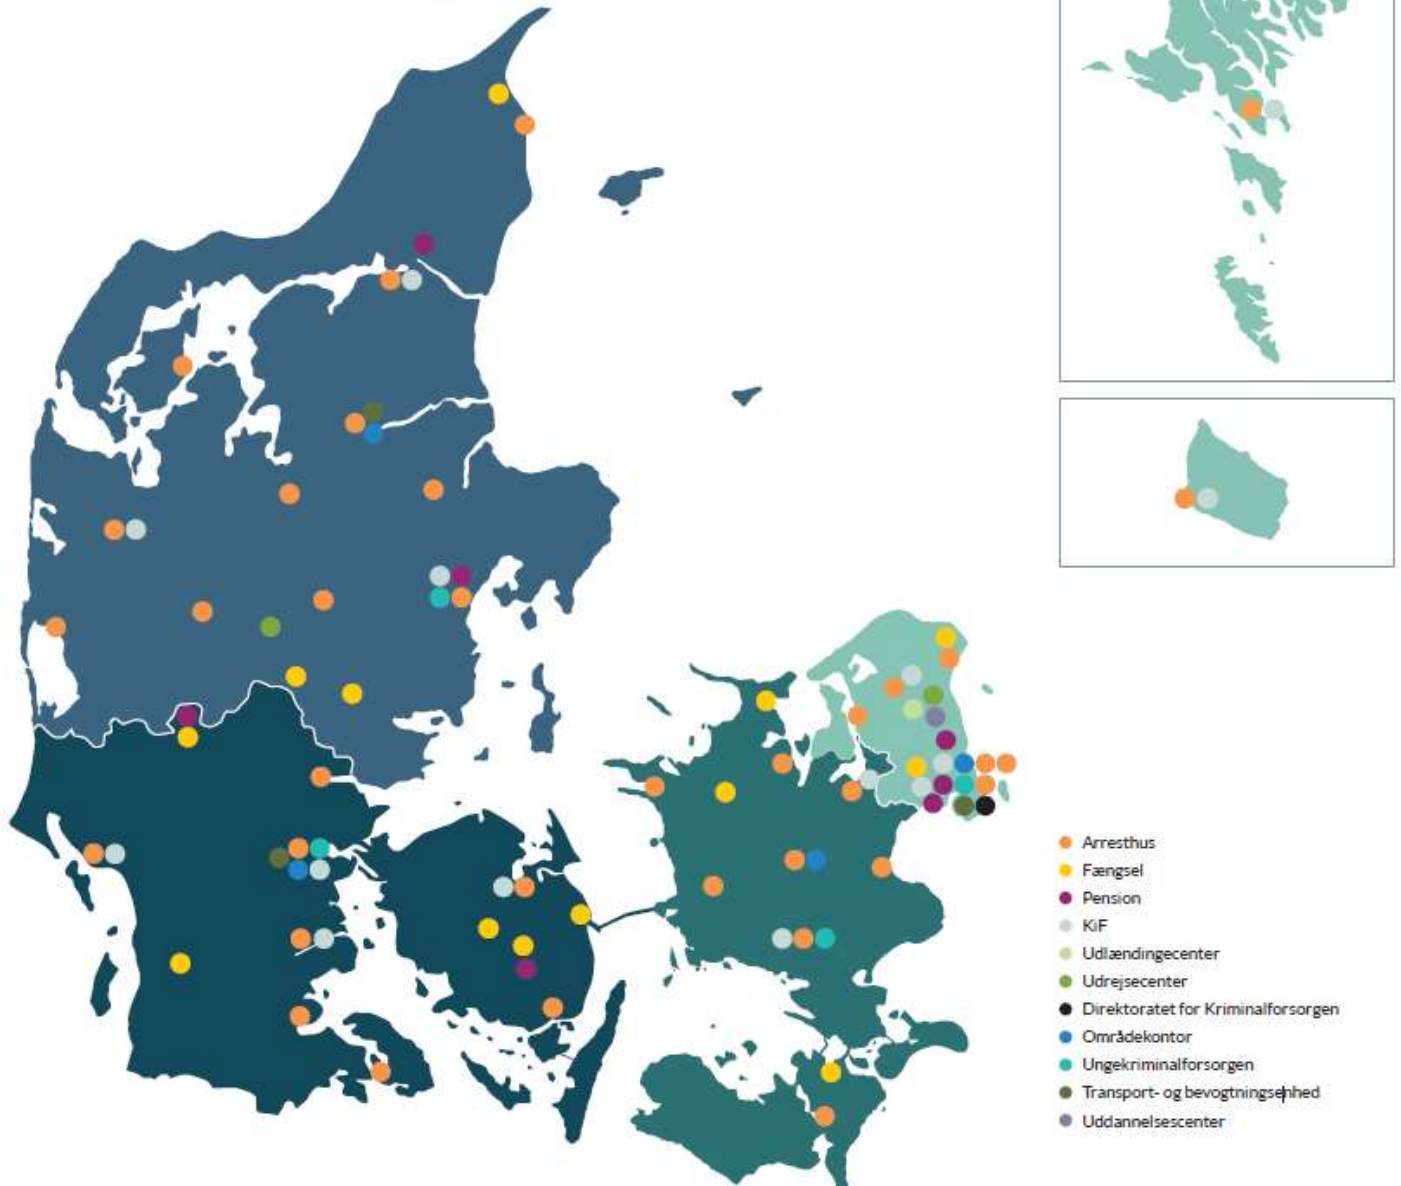 Arresthus
Fængsel
Pension
KiF
Udlændingecenter
Udrejsecenter
Direktoratet for Kriminalforsorgen
Områdekontor
Ungekriminalforsorgen
Transport- og bevogtningsenhed
Uddannelsescenter